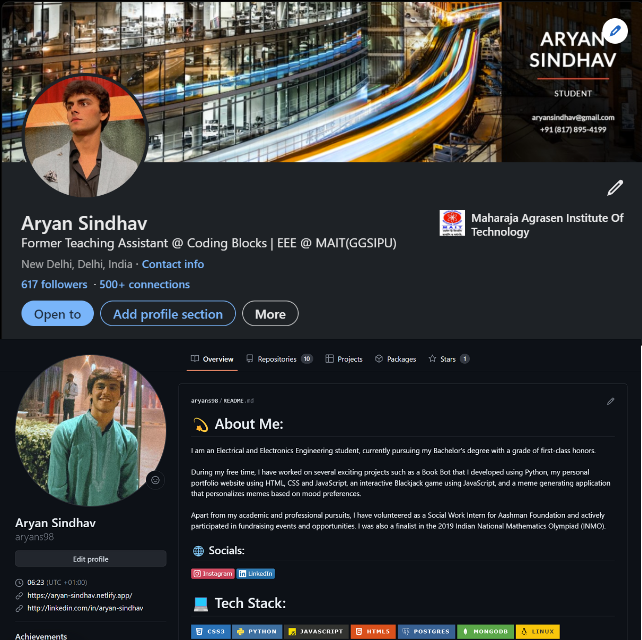 ARYAN
SINDHAV
STUDENT
aryansindhav@gmail.com
+91 (817) 895-4199
Aryan Sindhav
Former Teaching Assistant @ Coding Blocks | EEE @ MAIT(GGSIPU)
MAIT
Maharaja Agrasen Institute Of
Technology
New Delhi, Delhi, India · Contact info
617 followers · 500+ connections
Open to
Add profile section
More
Overview
Repositories 10
Projects
Packages
Stars 1
aryans98 / README.md
About Me:
I am an Electrical and Electronics Engineering student, currently pursuing my Bachelor's degree with a grade of first-class honors.
During my free time, I have worked on several exciting projects such as a Book Bot that I developed using Python, my personal
portfolio website using HTML, CSS and JavaScript, an interactive Blackjack game using JavaScript, and a meme generating application
that personalizes memes based on mood preferences.
Apart from my academic and professional pursuits, I have volunteered as a Social Work Intern for Aashman Foundation and actively
participated in fundraising events and opportunities. I was also a finalist in the 2019 Indian National Mathematics Olympiad (INMO).
Socials:
Instagram
LinkedIn
Tech Stack:
CSS3
PYTHON
JAVASCRIPT
HTML5
POSTGRES
MONGODB
LINUX
Aryan Sindhav
aryans98
Edit profile
06:23 (UTC +01:00)
https://aryan-sindhav.netlify.app/
http://linkedin.com/in/aryan-sindhav
Achievements